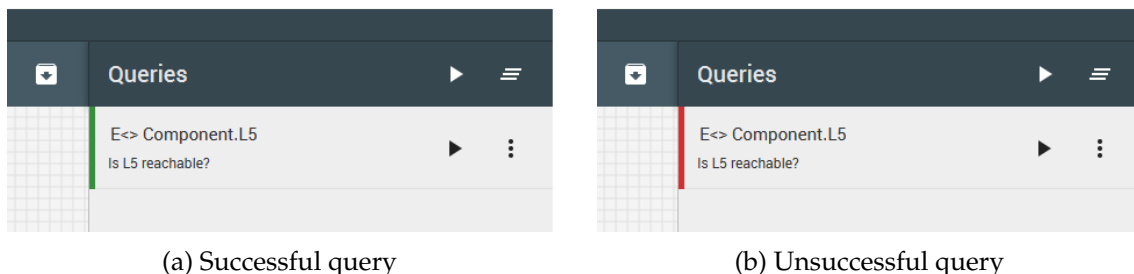 Queries
E<> Component.L5
Is L5 reachable?
(a) Successful query
Queries
E<> Component.L5
Is L5 reachable?
(b) Unsuccessful query